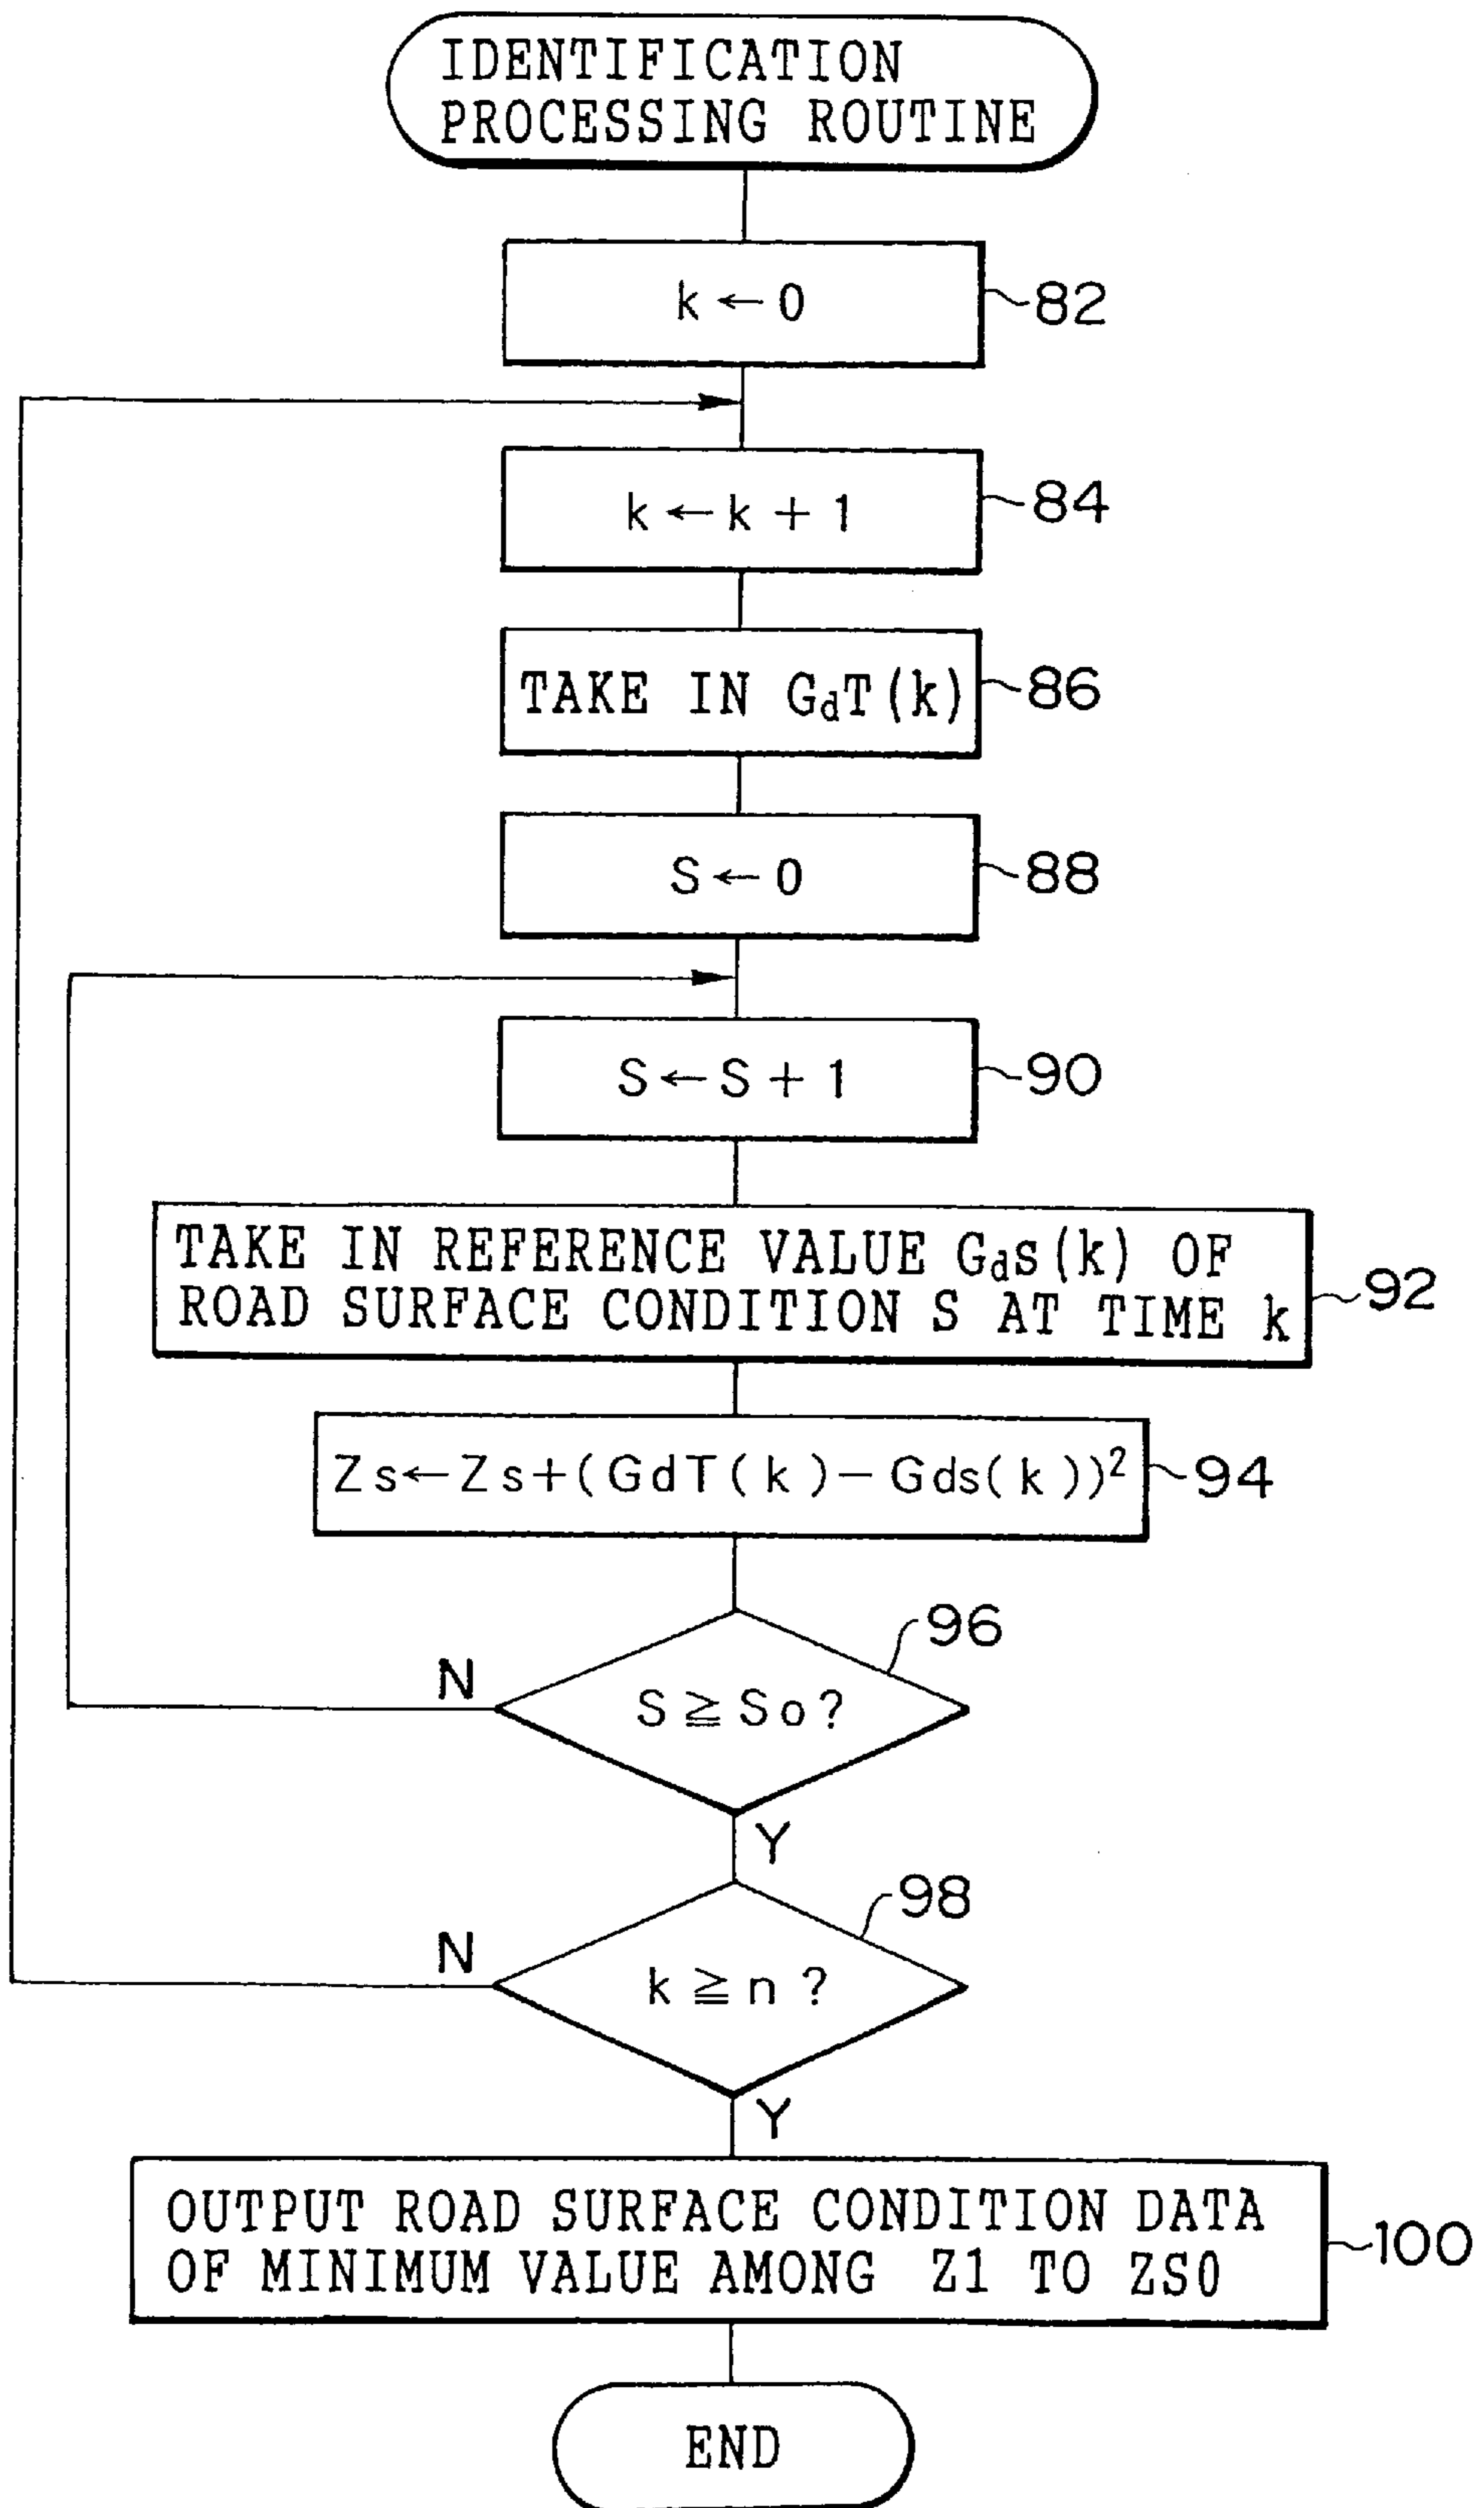 IDENTIFICATION
PROCESSING ROUTINE
k ← 0
82
k ← k + 1
84
TAKE IN GdT(k)
86
S ← 0
88
S ← S + 1
90
TAKE IN REFERENCE VALUE Gds(k) OF
ROAD SURFACE CONDITION S AT TIME k
92
Zs ← Zs + (GdT(k) − Gds(k))²
94
96
N
S ≧ So?
Y
98
N
k ≧ n?
Y
OUTPUT ROAD SURFACE CONDITION DATA
OF MINIMUM VALUE AMONG Z1 TO ZS0
100
END